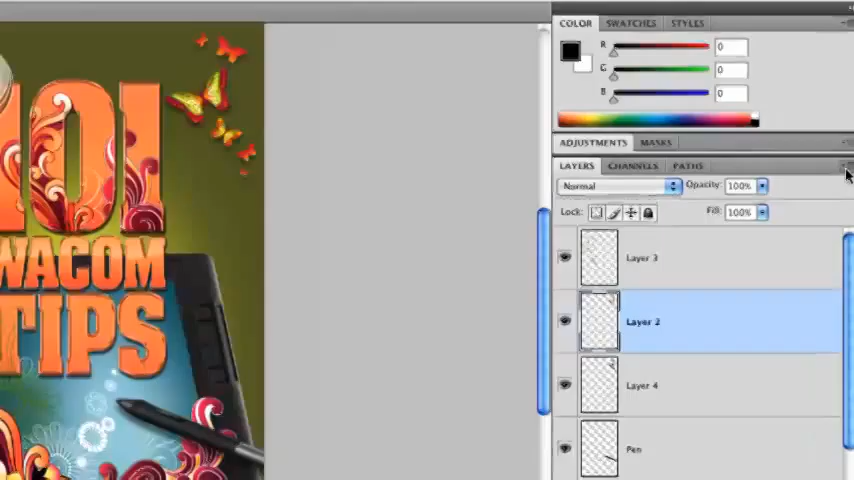 101
WACOM
TIPS
COLOR SWATCHES STYLES
R 0
G 0
B 0
ADJUSTMENTS MASKS
LAYERS CHANNELS PATHS
Normal Opacity: 100%
Lock: Fill: 100%
Layer 3
Layer 2
Layer 4
Pen